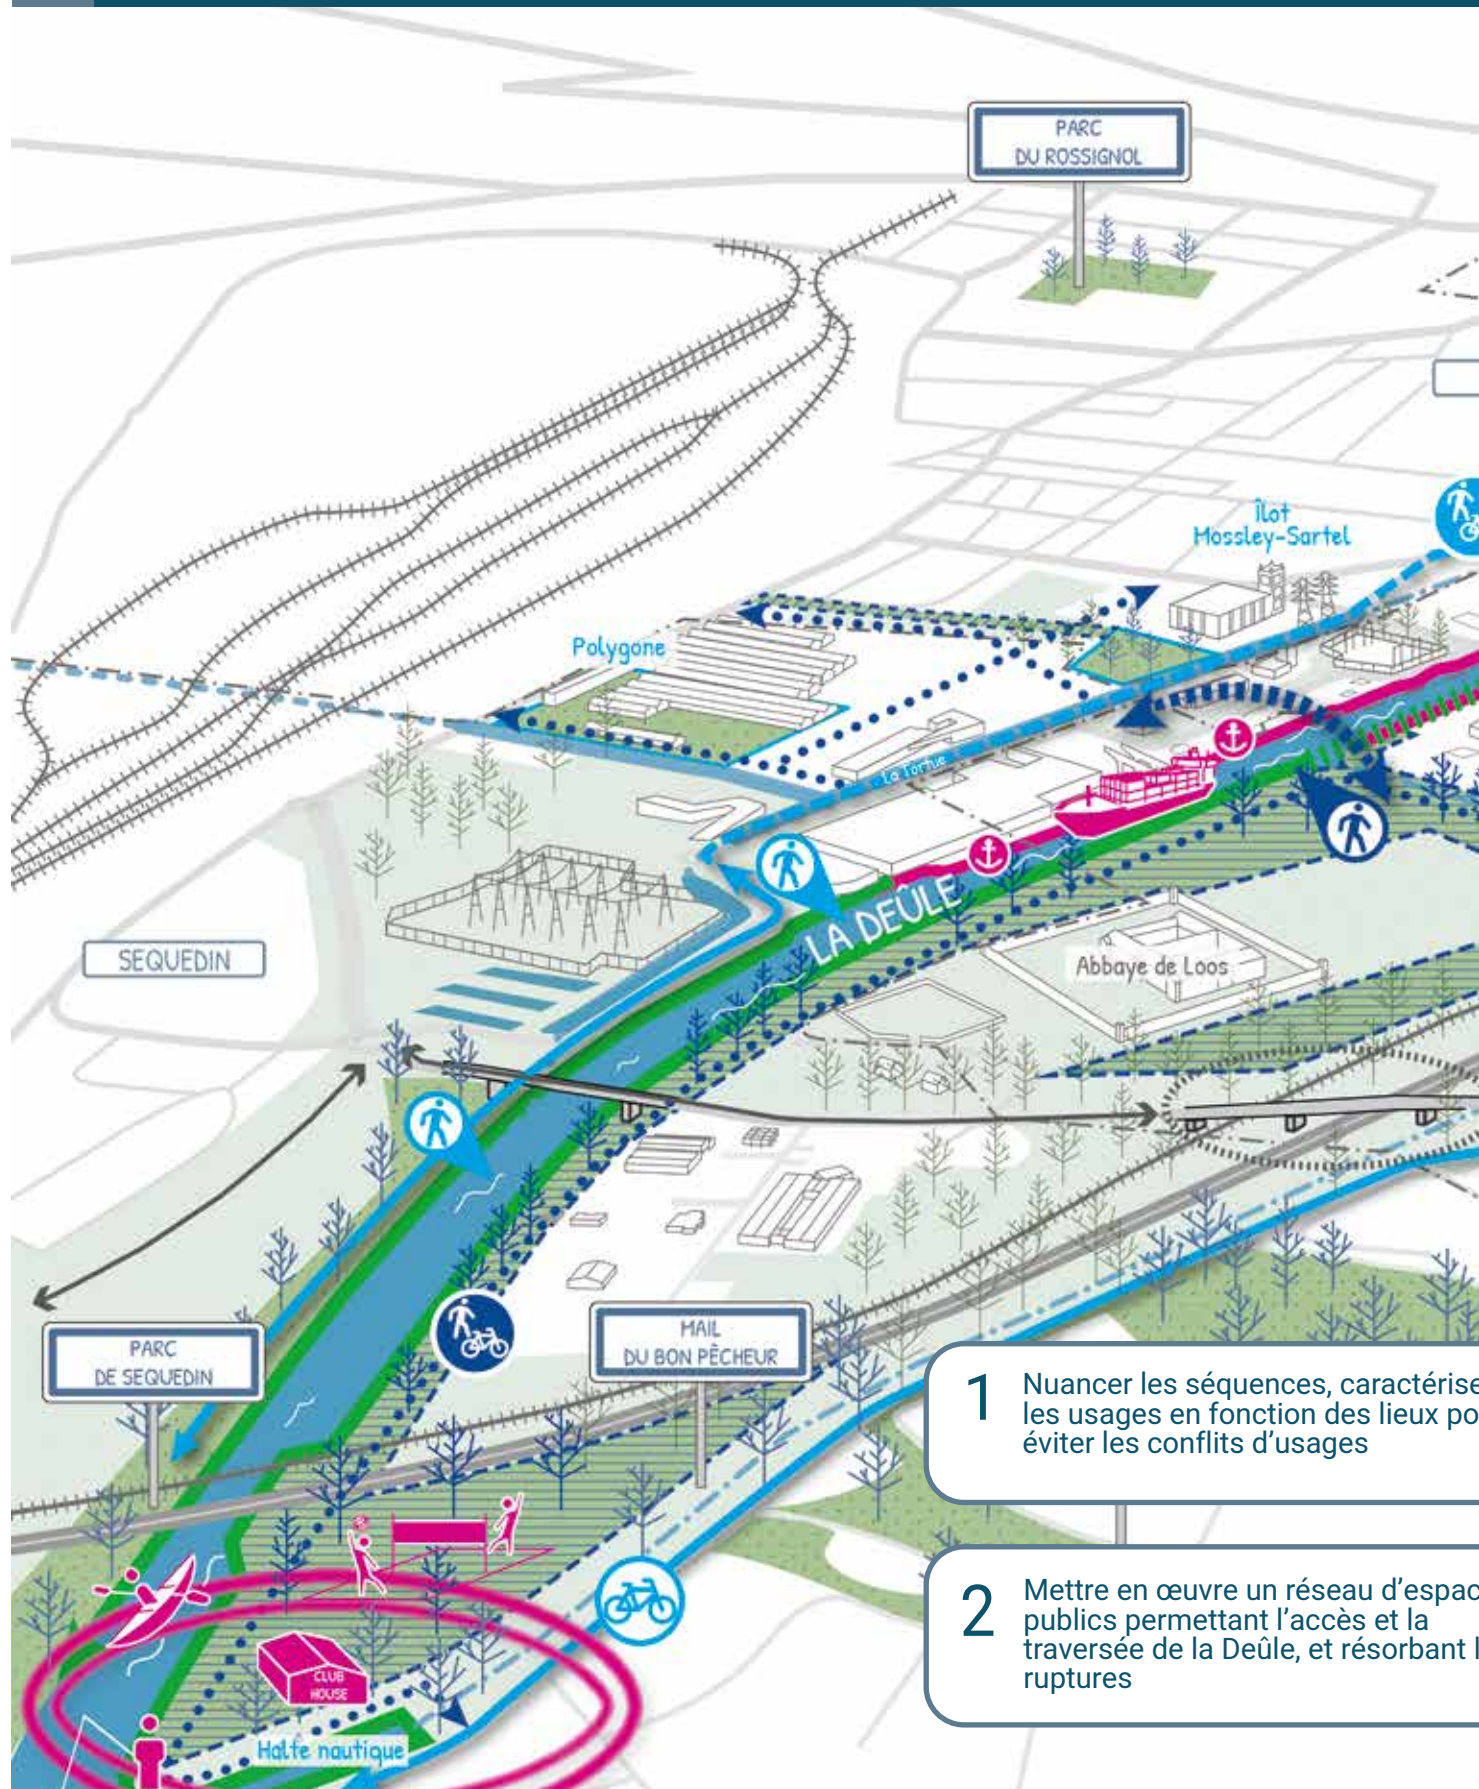 PARC
DU ROSSIGNOL
Îlot
Mossley-Sartel
Polygone
La Tortue
LA DEÛLE
SEQUEDIN
Abbaye de Loos
PARC
DE SEQUEDIN
MAIL
DU BON PÊCHEUR
1
Nuancer les séquences, caractérise
les usages en fonction des lieux po
éviter les conflits d'usages
2
Mettre en œuvre un réseau d'espac
publics permettant l'accès et la
traversée de la Deûle, et résorbant l
ruptures
CLUB
HOUSE
Halte nautique